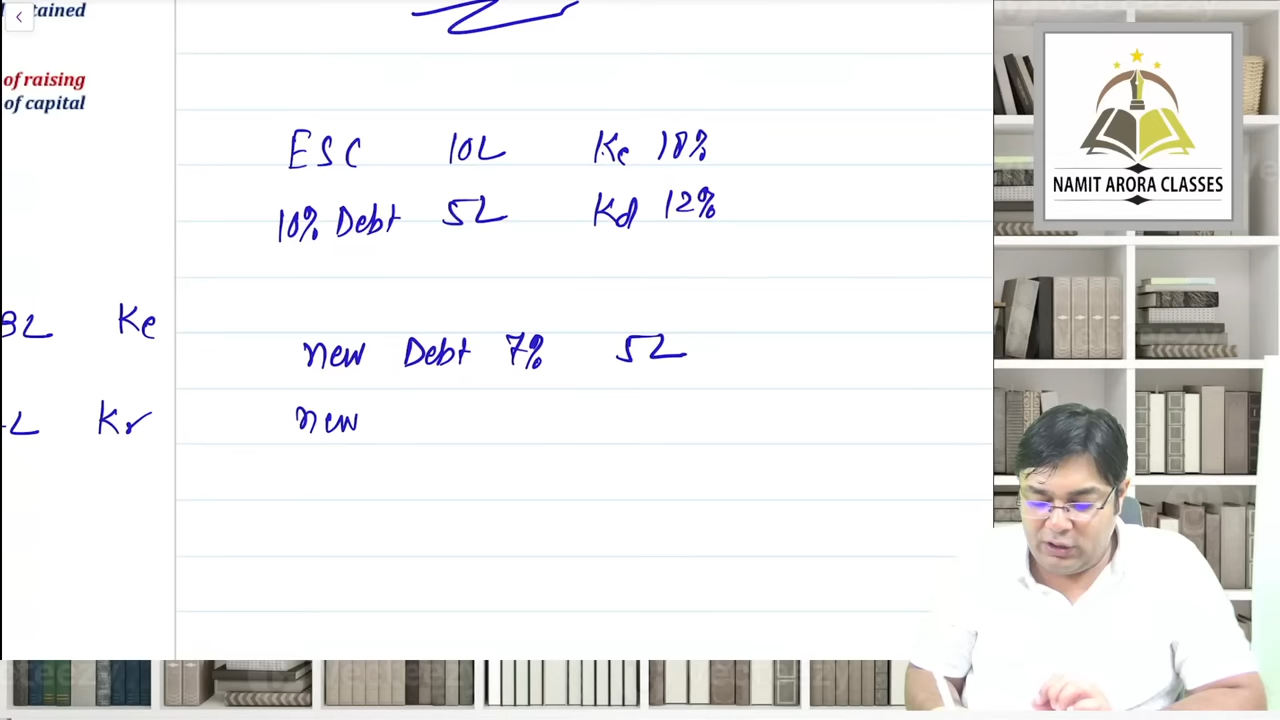 tained
of raising
of capital
ESC 10L Ke 18%
10% Debt 5L Kd 12%
L Ke
new Debt 7% 5L
L Kr
new
NAMIT ARORA CLASSES